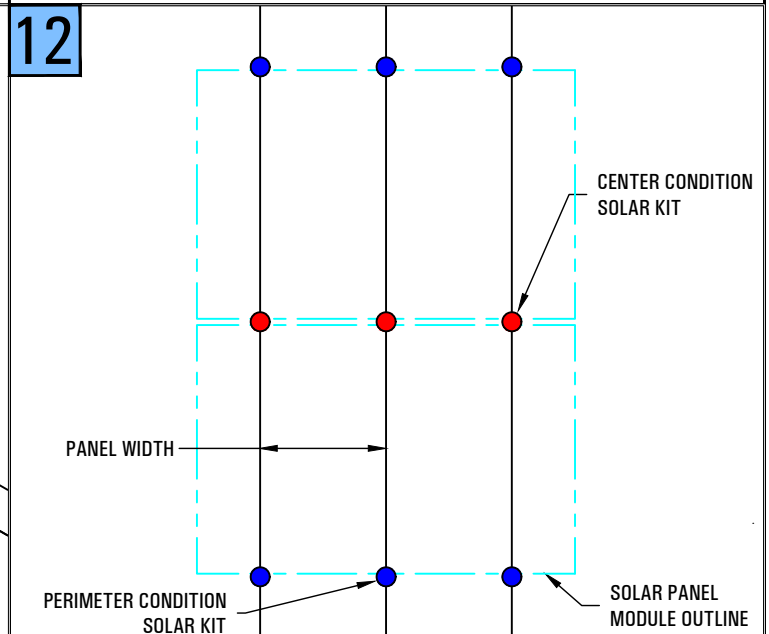 12
CENTER CONDITION
SOLAR KIT
PANEL WIDTH
PERIMETER CONDITION
SOLAR KIT
SOLAR PANEL
MODULE OUTLINE